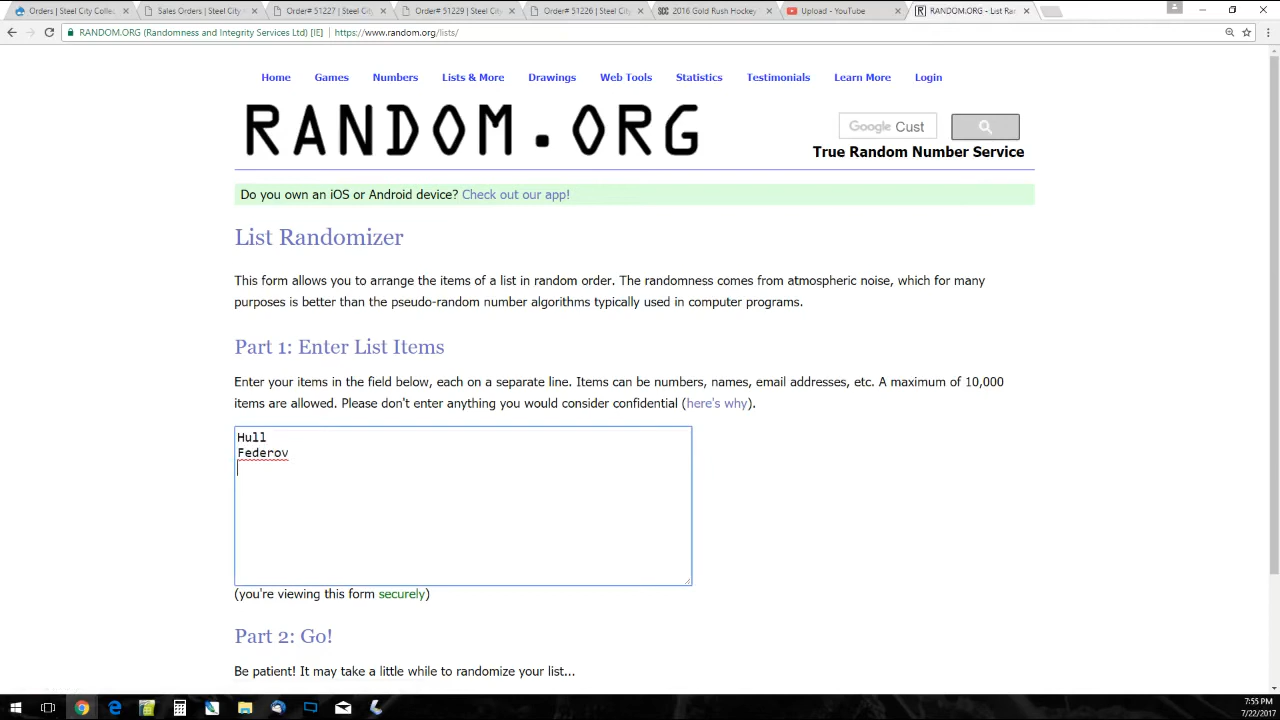 Orders | Steel City Colle
Sales Orders | Steel City
Order# 51227 | Steel Cit
Order# 51229 | Steel Cit
Order# 51226 | Steel Cit
2016 Gold Rush Hockey
Upload - YouTube
RANDOM.ORG - List Ra
RANDOM.ORG (Randomness and Integrity Services Ltd) [IE]
https://www.random.org/lists/
Home Games Numbers Lists & More Drawings Web Tools Statistics Testimonials Learn More Login
RANDOM.ORG
Google Cust
True Random Number Service
Do you own an iOS or Android device? Check out our app!
List Randomizer
This form allows you to arrange the items of a list in random order. The randomness comes from atmospheric noise, which for many
purposes is better than the pseudo-random number algorithms typically used in computer programs.
Part 1: Enter List Items
Enter your items in the field below, each on a separate line. Items can be numbers, names, email addresses, etc. A maximum of 10,000
items are allowed. Please don't enter anything you would consider confidential (here's why).
Hull
Federov
(you're viewing this form securely)
Part 2: Go!
Be patient! It may take a little while to randomize your list...
7:55 PM
7/22/2017